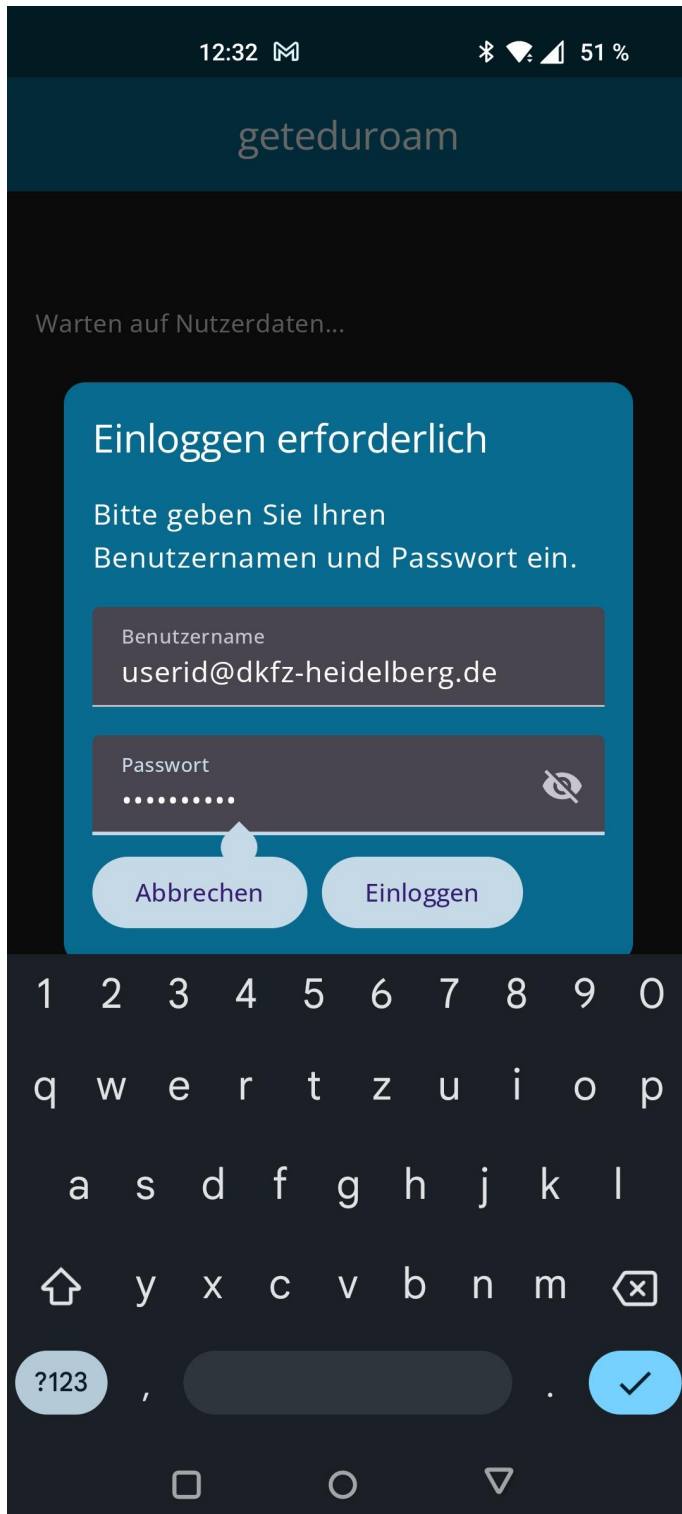 12:32 51 %
geteduroam
Warten auf Nutzerdaten...
Einloggen erforderlich
Bitte geben Sie Ihren
Benutzernamen und Passwort ein.
Benutzername
userid@dkfz-heidelberg.de
Passwort
••••••••••
Abbrechen Einloggen
1 2 3 4 5 6 7 8 9 0
q w e r t z u i o p
a s d f g h j k l
y x c v b n m
?123 , .